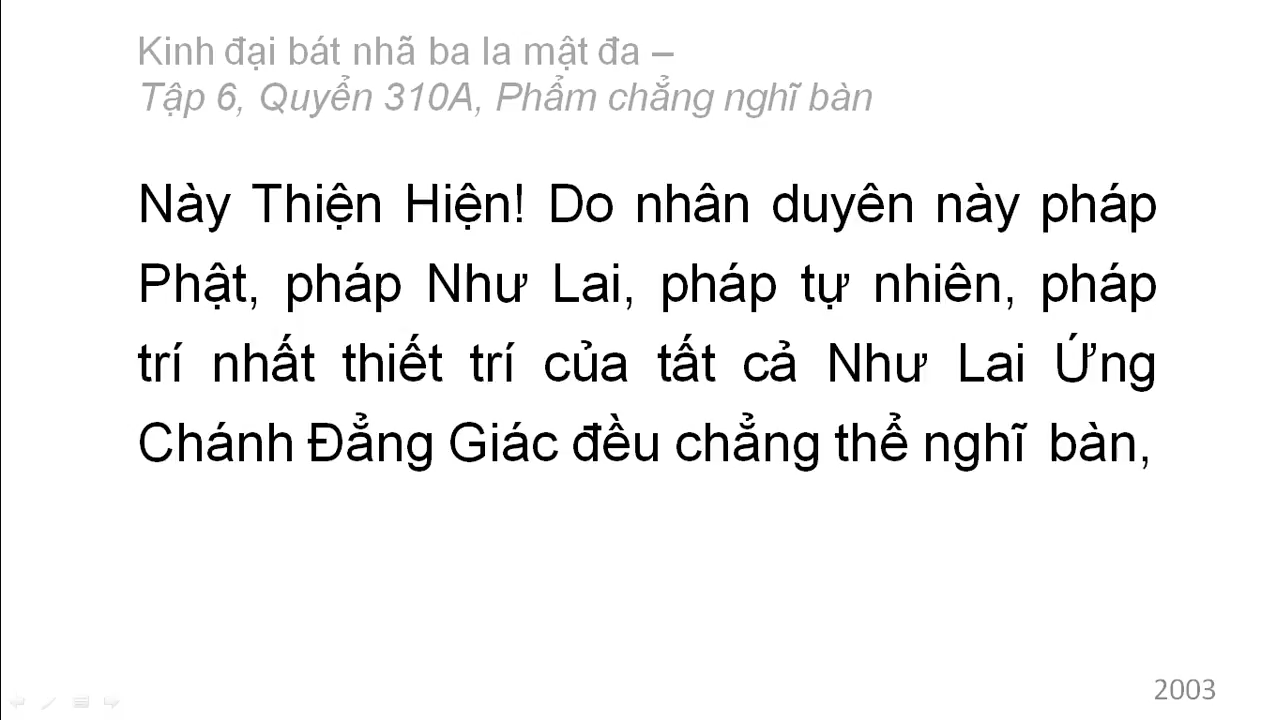 Kinh đại bát nhã ba la mật đa –
Tập 6, Quyển 310A, Phẩm chẳng nghĩ bàn
Này Thiện Hiện! Do nhân duyên này pháp
Phật, pháp Như Lai, pháp tự nhiên, pháp
trí nhất thiết trí của tất cả Như Lai Ứng
Chánh Đẳng Giác đều chẳng thể nghĩ bàn,
2003